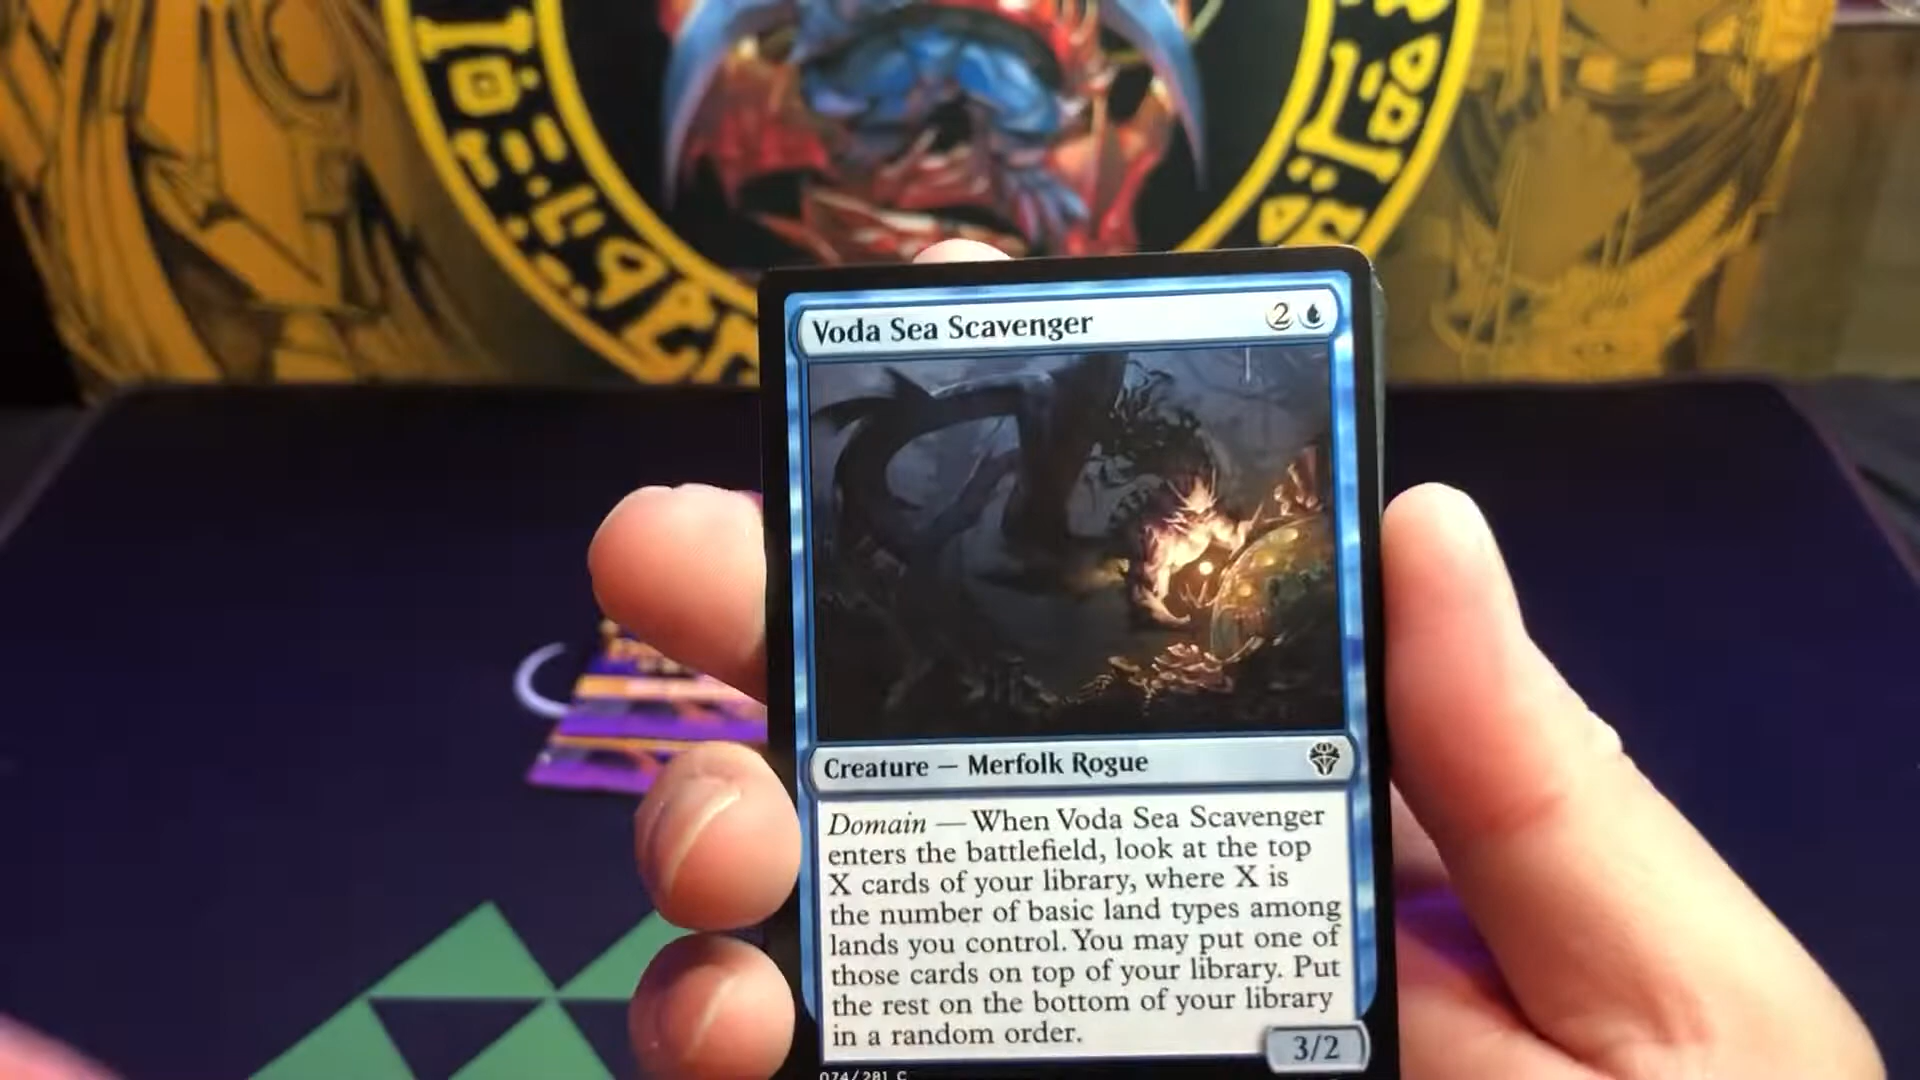 Voda Sea Scavenger 2
Creature — Merfolk Rogue
Domain — When Voda Sea Scavenger
enters the battlefield, look at the top
X cards of your library, where X is
the number of basic land types among
lands you control. You may put one of
those cards on top of your library. Put
the rest on the bottom of your library
in a random order.
3/2
074/281 C